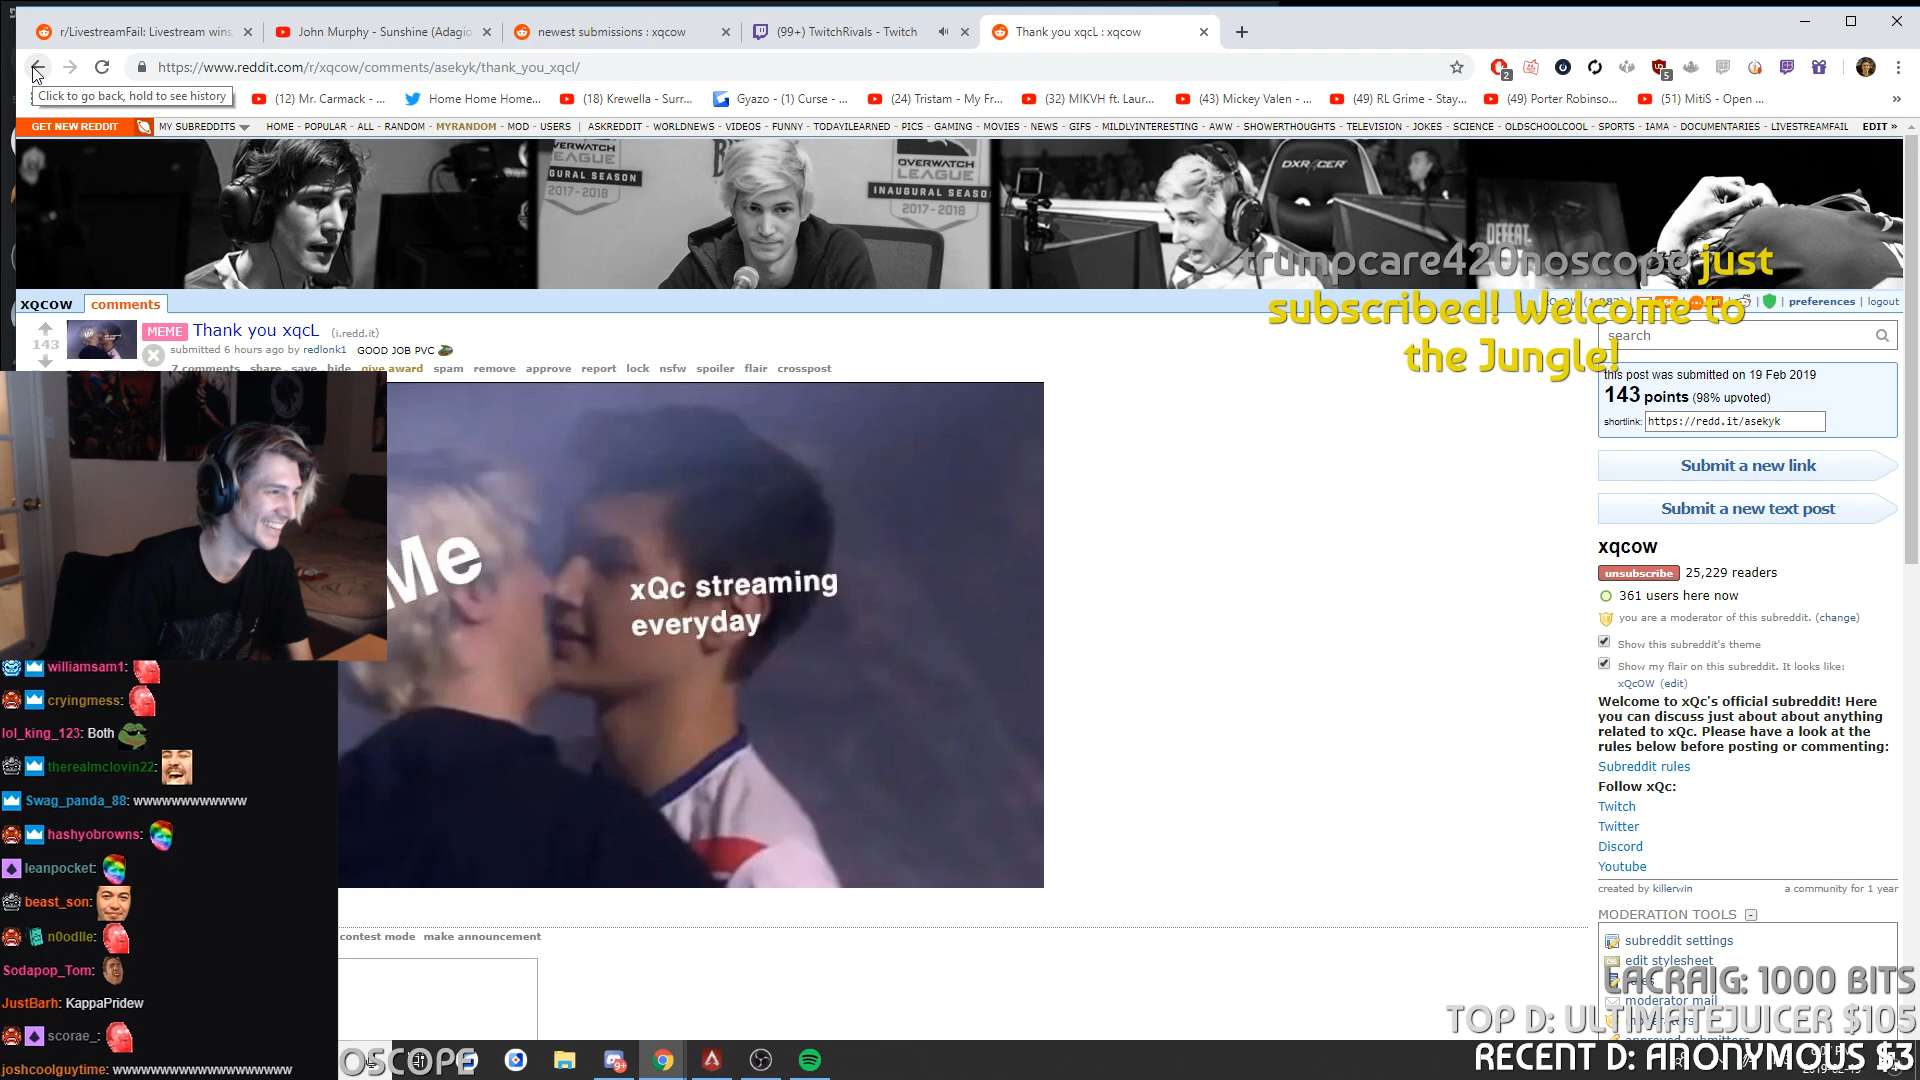 r/LivestreamFail: Livestream wins,
John Murphy - Sunshine (Adagio
newest submissions : xqcow
(99+) TwitchRivals - Twitch
Thank you xqcL : xqcow
https://www.reddit.com/r/xqcow/comments/asekyk/thank_you_xqcl/
2
5
Click to go back, hold to see history
(12) Mr. Carmack - ...
Home Home Home...
(18) Krewella - Surr...
Gyazo - (1) Curse - ...
(24) Tristam - My Fr...
(32) MIKVH ft. Laur...
(43) Mickey Valen - ...
(49) RL Grime - Stay...
(49) Porter Robinso...
(51) MitiS - Open ...
GET NEW REDDIT
MY SUBREDDITS
HOME - POPULAR - ALL - RANDOM - MYRANDOM - MOD - USERS | ASKREDDIT - WORLDNEWS - VIDEOS - FUNNY - TODAYILEARNED - PICS - GAMING - MOVIES - NEWS - GIFS - MILDLYINTERESTING - AWW - SHOWERTHOUGHTS - TELEVISION - JOKES - SCIENCE - OLDSCHOOLCOOL - SPORTS - IAMA - DOCUMENTARIES - LIVESTREAMFAIL
EDIT »
OVERWATCH
LEAGUE
INAUGURAL SEASON
2017-2018
DXRACER
DEFEAT.
trumpcare420noscope just
subscribed! Welcome to
the Jungle!
XQCOW
comments
preferences | logout
143
MEME Thank you xqcL (i.redd.it)
submitted 6 hours ago by redlonk1 GOOD JOB PVC
7 comments share save hide give award spam remove approve report lock nsfw spoiler flair crosspost
search
this post was submitted on 19 Feb 2019
143 points (98% upvoted)
shortlink: https://redd.it/asekyk
Submit a new link
Submit a new text post
xqcow
unsubscribe 25,229 readers
361 users here now
you are a moderator of this subreddit. (change)
Show this subreddit's theme
Show my flair on this subreddit. It looks like:
xQcOW (edit)
Welcome to xQc's official subreddit! Here
you can discuss just about about anything
related to xQc. Please have a look at the
rules below before posting or commenting:
Subreddit rules
Follow xQc:
Twitch
Twitter
Discord
Youtube
created by killerwin
a community for 1 year
MODERATION TOOLS
subreddit settings
edit stylesheet
moderator mail
Me
xQc streaming
everyday
williamsam1:
cryingmess:
lol_king_123: Both
therealmclovin22:
Swag_panda_88: wwwwwwwwwwww
hashyobrowns:
leanpocket:
beast_son:
n0odlle:
Sodapop_Tom:
JustBarh: KappaPridew
scorae_:
joshcoolguytime: wwwwwwwwwwwwwwwwwww
contest mode make announcement
LACRAIG: 1000 BITS
TOP D: ULTIMATEJUICER $105
RECENT D: ANONYMOUS $3
OSCOPE